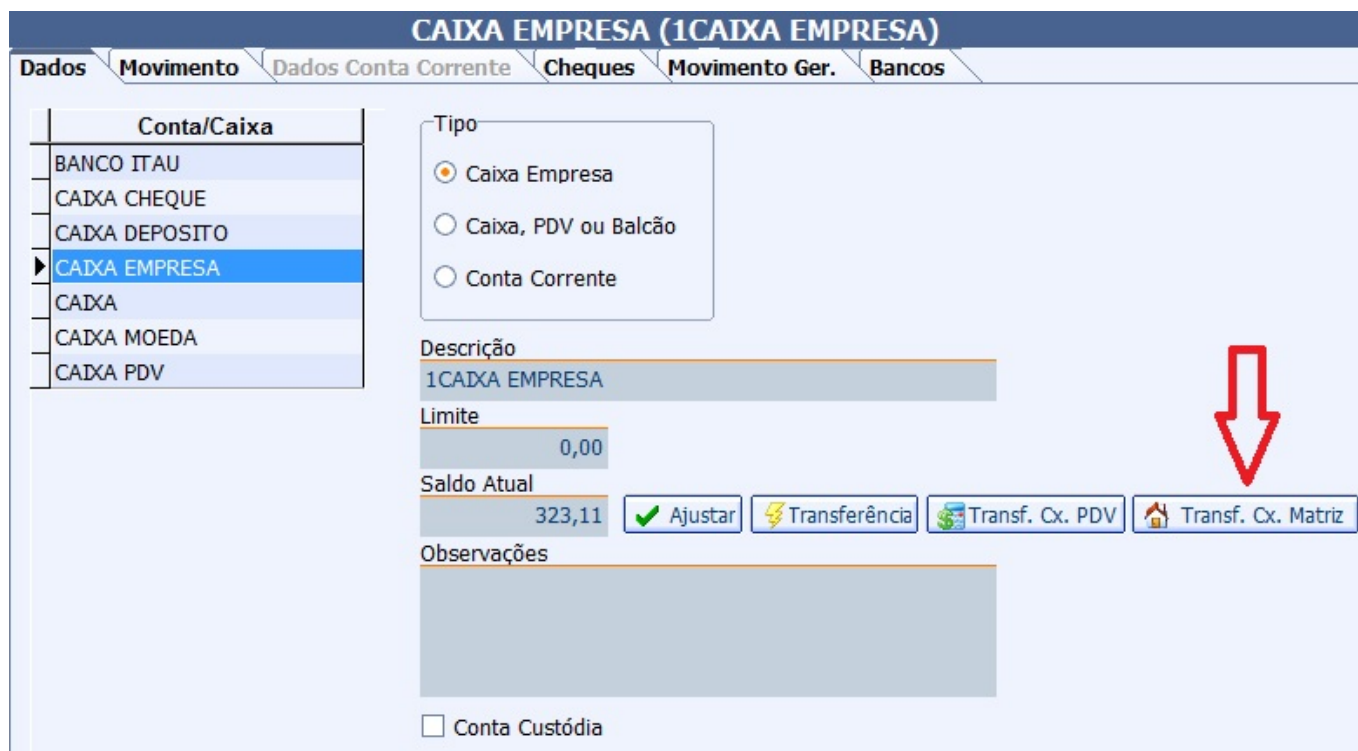 CAIXA EMPRESA (1CAIXA EMPRESA)
Dados Movimento Dados Conta Corrente Cheques Movimento Ger. Bancos
Conta/Caixa
BANCO ITAU
CAIXA CHEQUE
CAIXA DEPOSITO
CAIXA EMPRESA
CAIXA
CAIXA MOEDA
CAIXA PDV
Tipo
Caixa Empresa
Caixa, PDV ou Balcão
Conta Corrente
Descrição
1CAIXA EMPRESA
Limite
0,00
Saldo Atual
323,11 Ajustar Transferência Transf. Cx. PDV Transf. Cx. Matriz
Observações
Conta Custódia